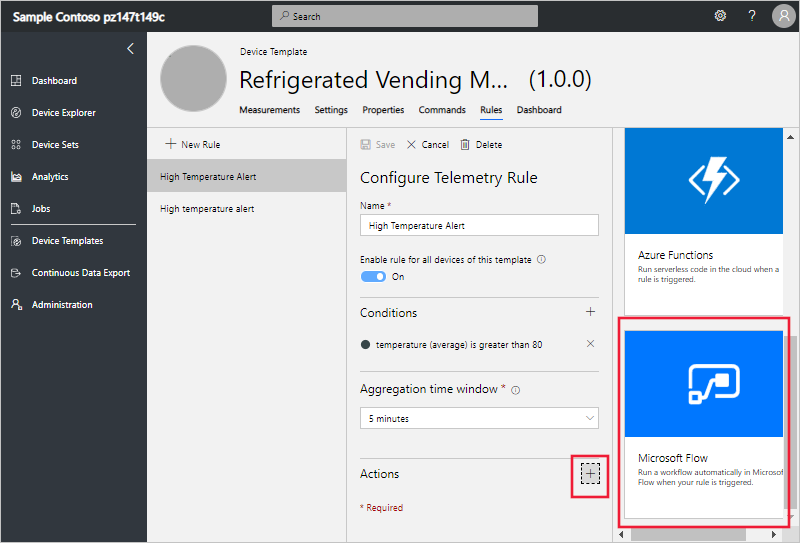 Sample Contoso pz147t149c
Search
?
Dashboard
Device Explorer
Device Sets
Analytics
Jobs
Device Templates
Continuous Data Export
Administration
Device Template
Refrigerated Vending M... (1.0.0)
Measurements Settings Properties Commands Rules Dashboard
New Rule
High Temperature Alert
High temperature alert
Save Cancel Delete
Configure Telemetry Rule
Name *
High Temperature Alert
Enable rule for all devices of this template
On
Conditions
temperature (average) is greater than 80
Aggregation time window *
5 minutes
Actions
* Required
Azure Functions
Run serverless code in the cloud when a
rule is triggered.
Microsoft Flow
Run a workflow automatically in Microsof
Flow when your rule is triggered.